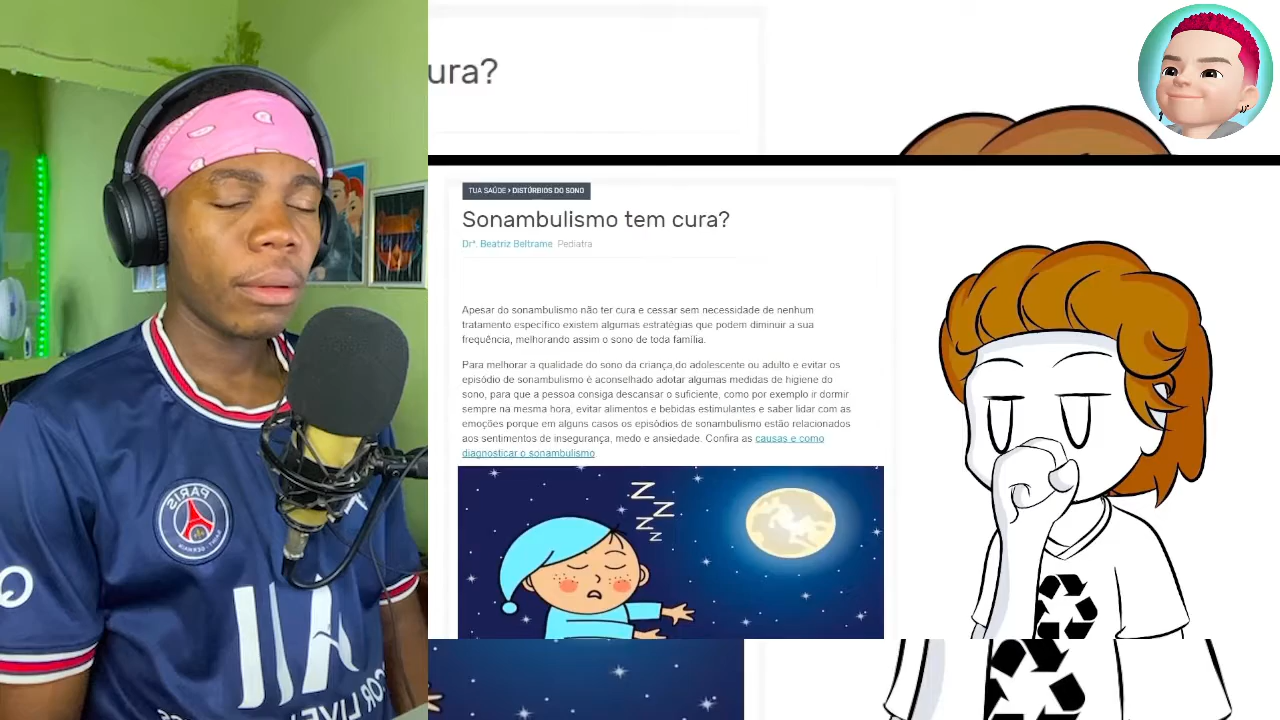 ura?
TUA SAÚDE > DISTÚRBIOS DO SONO
Sonambulismo tem cura?
Drª. Beatriz Beltrame Pediatra
Apesar do sonambulismo não ter cura e cessar sem necessidade de nenhum
tratamento específico existem algumas estratégias que podem diminuir a sua
frequência, melhorando assim o sono de toda família.
Para melhorar a qualidade do sono da criança,do adolescente ou adulto e evitar os
episódio de sonambulismo é aconselhado adotar algumas medidas de higiene do
sono, para que a pessoa consiga descansar o suficiente, como por exemplo ir dormir
sempre na mesma hora, evitar alimentos e bebidas estimulantes e saber lidar com as
emoções porque em alguns casos os episódios de sonambulismo estão relacionados
aos sentimentos de insegurança, medo e ansiedade. Confira as causas e como
diagnosticar o sonambulismo
Z
Z
Z
Z
PARIS
SAINT-GERMAIN
ALL